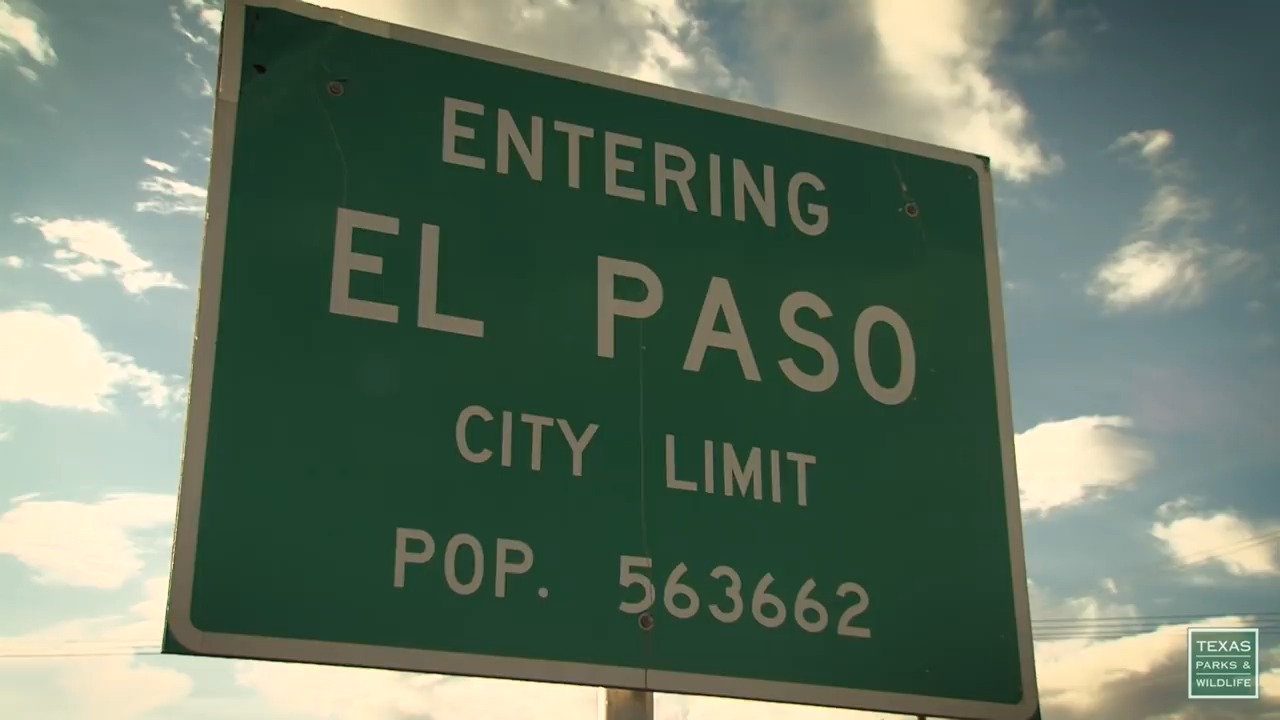 ENTERING
EL PASO
CITY LIMIT
POP. 563662
TEXAS
PARKS &
WILDLIFE